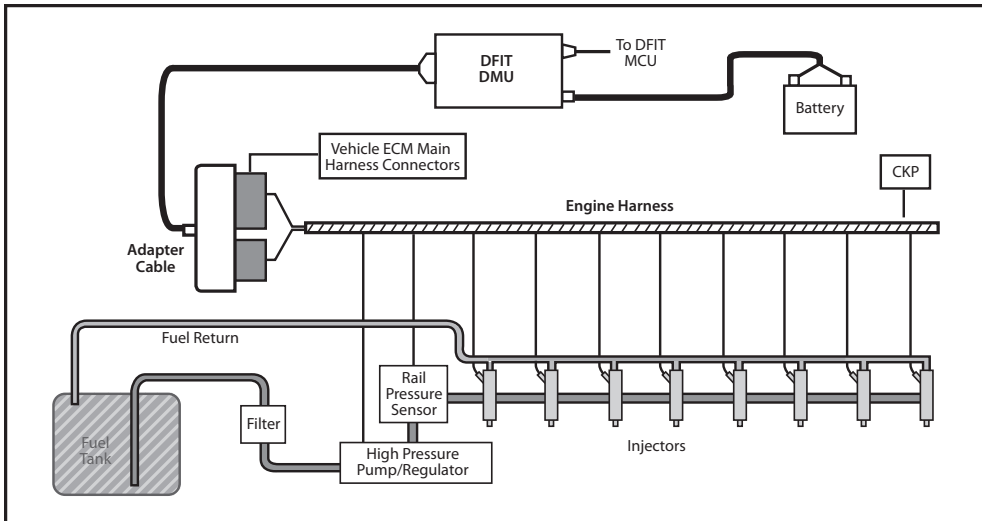 DFIT
DMU
To DFIT
MCU
Battery
Vehicle ECM Main
Harness Connectors
CKP
Engine Harness
Adapter
Cable
Fuel Return
Rail
Pressure
Sensor
Filter
Fuel
Tank
High Pressure
Pump/Regulator
Injectors